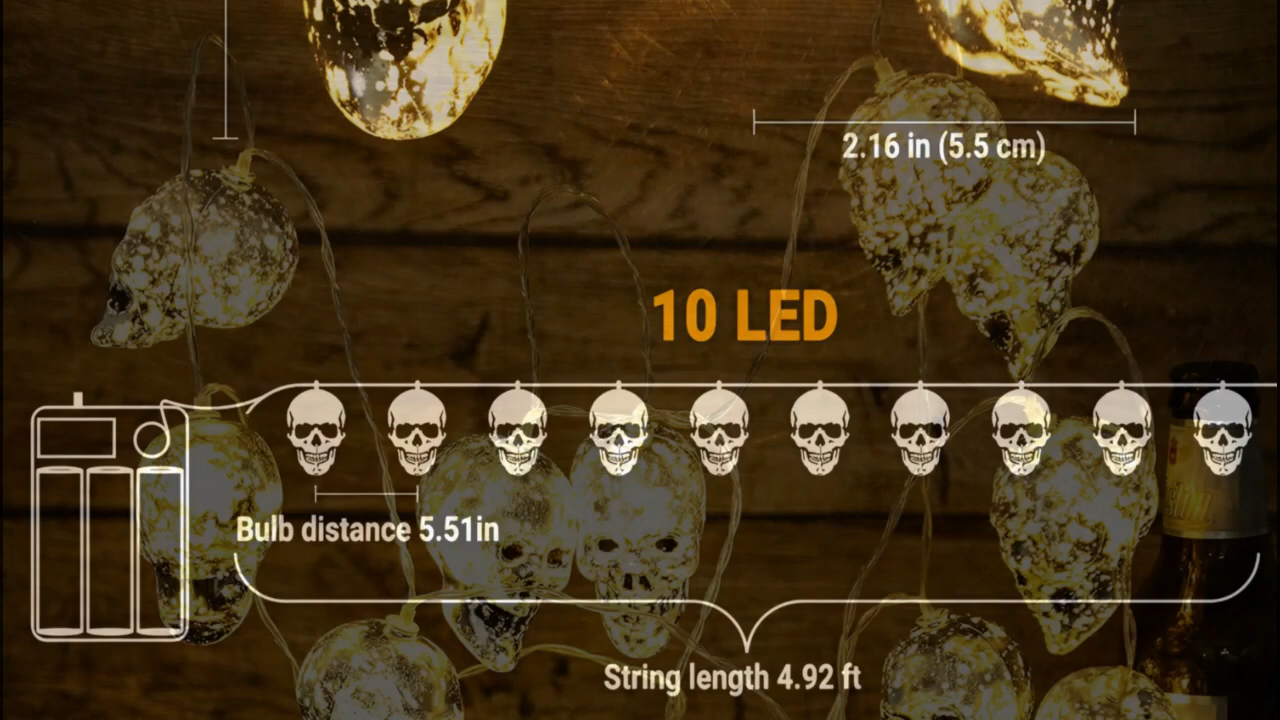 2.16 in (5.5 cm)
10 LED
Bulb distance 5.51in
String length 4.92 ft